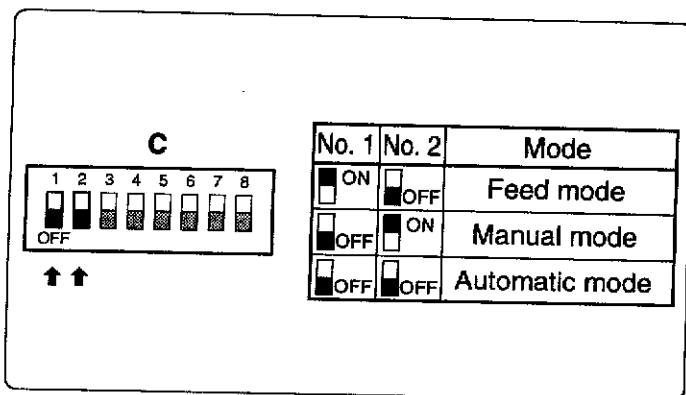 C
1 2 3 4 5 6 7 8
OFF
No. 1 No. 2 Mode
ON OFF Feed mode
OFF ON Manual mode
OFF OFF Automatic mode